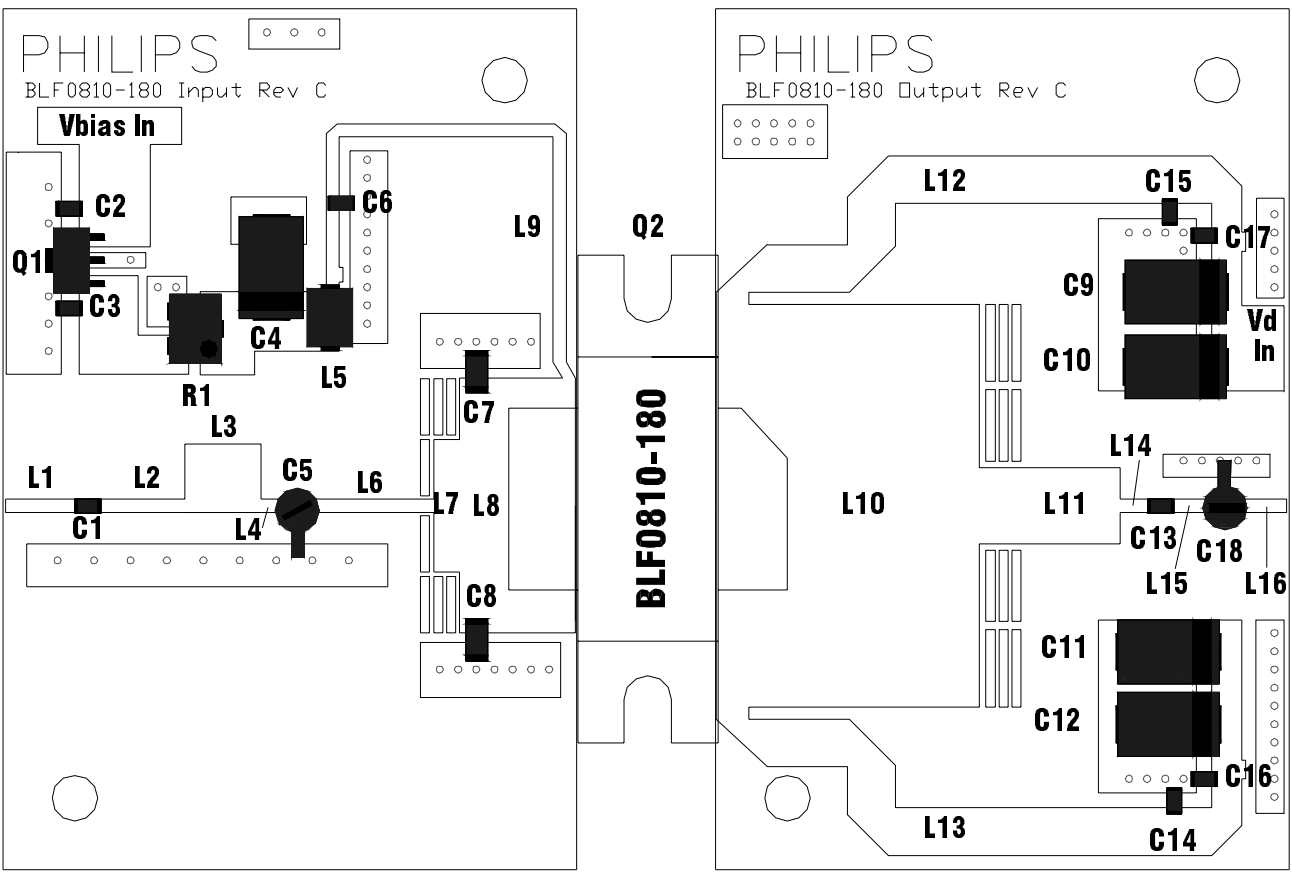 PHILIPS
BLF0810-180 Input Rev C
Vbias In
C2
Q1
C3
C6
C4
L5
R1
L9
L3
C7
L1
L2
C5
L6
C1
L4
L7
L8
C8
Q2
BLF0810-180
PHILIPS
BLF0810-180 Output Rev C
L12
C15
C17
C9
Vd
In
C10
L14
L10
L11
C13
C18
L15
L16
C11
C12
C16
L13
C14